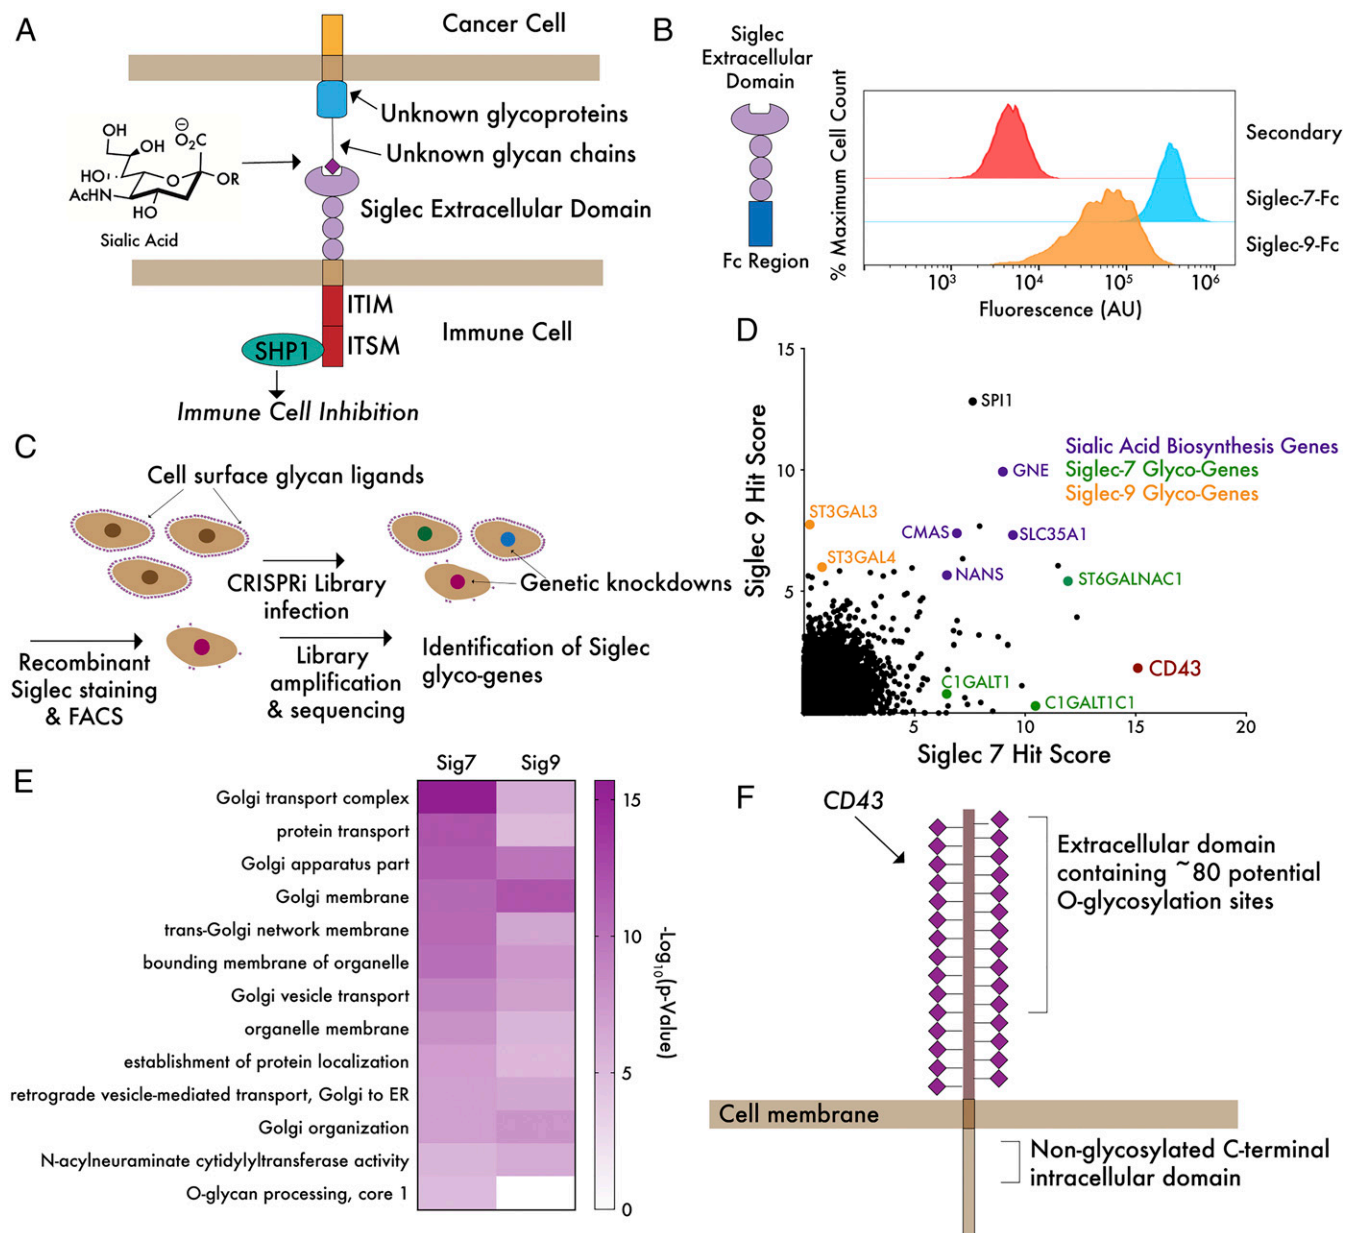 A
Cancer Cell
Unknown glycoproteins
Unknown glycan chains
Siglec Extracellular Domain
OH
HO
OH
⊖
O₂C
HO
O
OR
AcHN
HO
Sialic Acid
ITIM
ITSM
SHP1
Immune Cell
Immune Cell Inhibition
B
Siglec
Extracellular
Domain
Fc Region
% Maximum Cell Count
Secondary
Siglec-7-Fc
Siglec-9-Fc
10³ 10⁴ 10⁵ 10⁶
Fluorescence (AU)
C
Cell surface glycan ligands
CRISPRi Library
infection
Genetic knockdowns
Recombinant
Siglec staining
& FACS
Library
amplification
& sequencing
Identification of Siglec
glyco-genes
D
Siglec 9 Hit Score
15
10
5
SPI1
GNE
Sialic Acid Biosynthesis Genes
Siglec-7 Glyco-Genes
Siglec-9 Glyco-Genes
ST3GAL3
CMAS
SLC35A1
ST3GAL4
NANS
ST6GALNAC1
CD43
C1GALT1
C1GALT1C1
5 10 15 20
Siglec 7 Hit Score
E
Sig7 Sig9
Golgi transport complex
protein transport
Golgi apparatus part
Golgi membrane
trans-Golgi network membrane
bounding membrane of organelle
Golgi vesicle transport
organelle membrane
establishment of protein localization
retrograde vesicle-mediated transport, Golgi to ER
Golgi organization
N-acylneuraminate cytidylyltransferase activity
O-glycan processing, core 1
15
10
5
0
-Log₁₀(p-Value)
F
CD43
Extracellular domain
containing ~80 potential
O-glycosylation sites
Cell membrane
Non-glycosylated C-terminal
intracellular domain